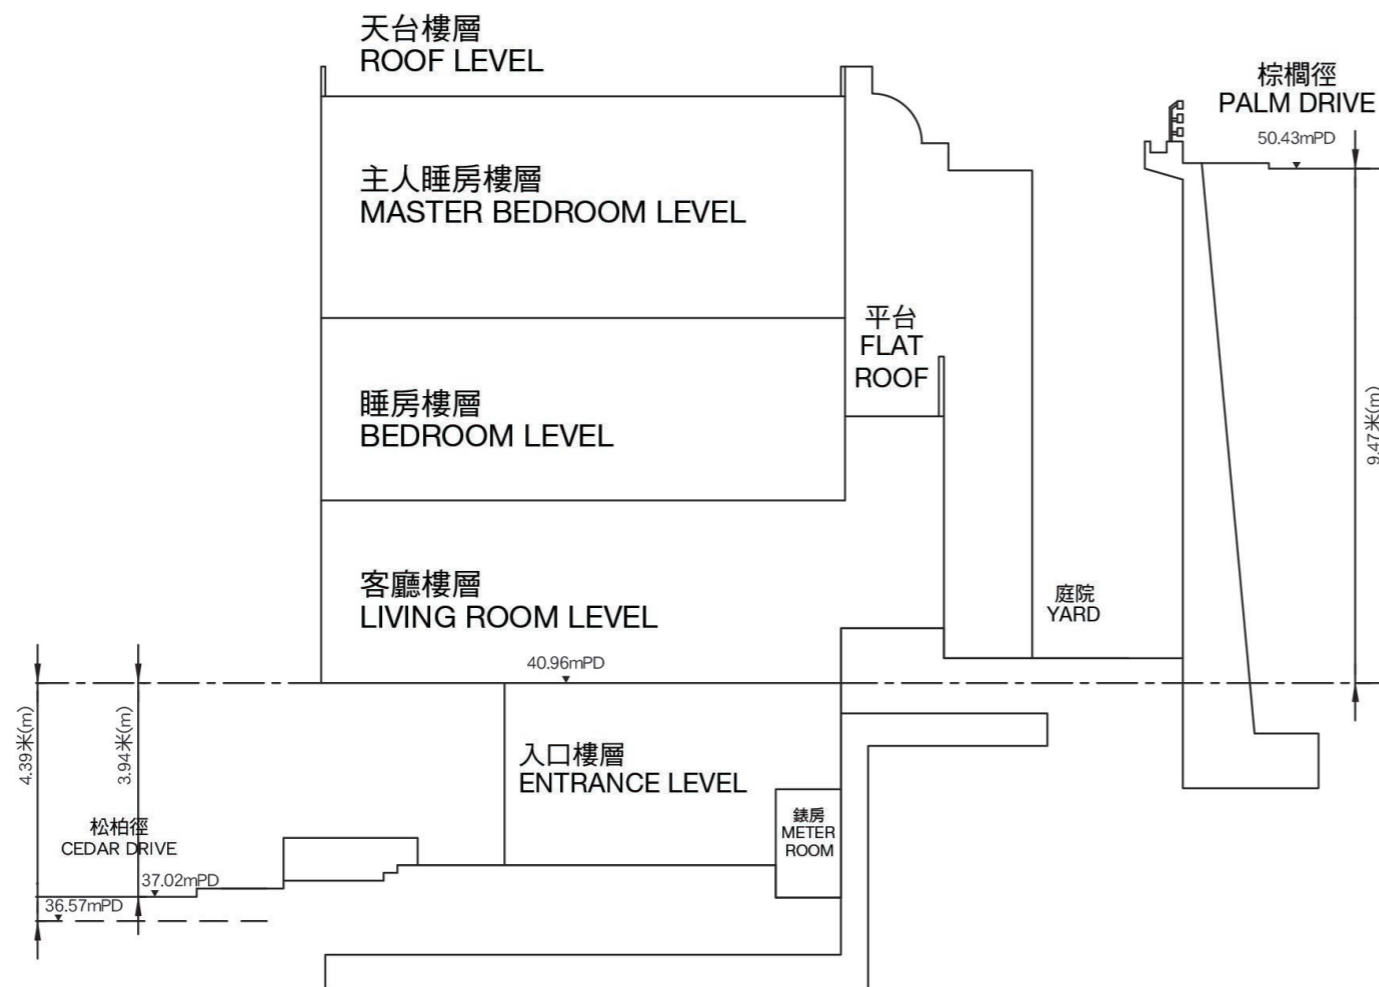 天台樓層
ROOF LEVEL
棕櫚徑
PALM DRIVE
50.43mPD
主人睡房樓層
MASTER BEDROOM LEVEL
平台
FLAT
ROOF
睡房樓層
BEDROOM LEVEL
9.47米(m)
客廳樓層
LIVING ROOM LEVEL
庭院
YARD
40.96mPD
4.39米(m)
3.94米(m)
入口樓層
ENTRANCE LEVEL
錶房
METER
ROOM
松柏徑
CEDAR DRIVE
37.02mPD
36.57mPD